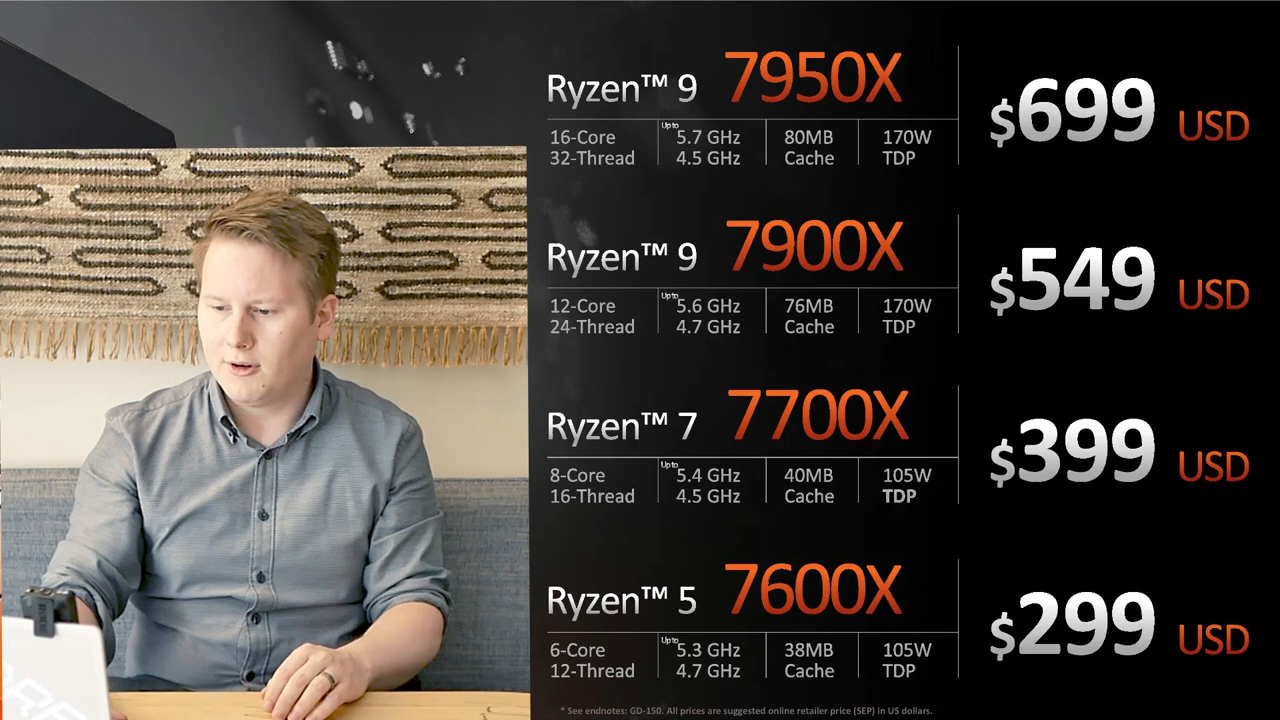 Ryzen™ 9 7950X
$699 USD
Up to
16-Core 5.7 GHz 80MB 170W
32-Thread 4.5 GHz Cache TDP
Ryzen™ 9 7900X
$549 USD
Up to
12-Core 5.6 GHz 76MB 170W
24-Thread 4.7 GHz Cache TDP
Ryzen™ 7 7700X
$399 USD
Up to
8-Core 5.4 GHz 40MB 105W
16-Thread 4.5 GHz Cache TDP
Ryzen™ 5 7600X
$299 USD
Up to
6-Core 5.3 GHz 38MB 105W
12-Thread 4.7 GHz Cache TDP
* See endnotes: GD-150. All prices are suggested online retailer price (SEP) in US dollars.